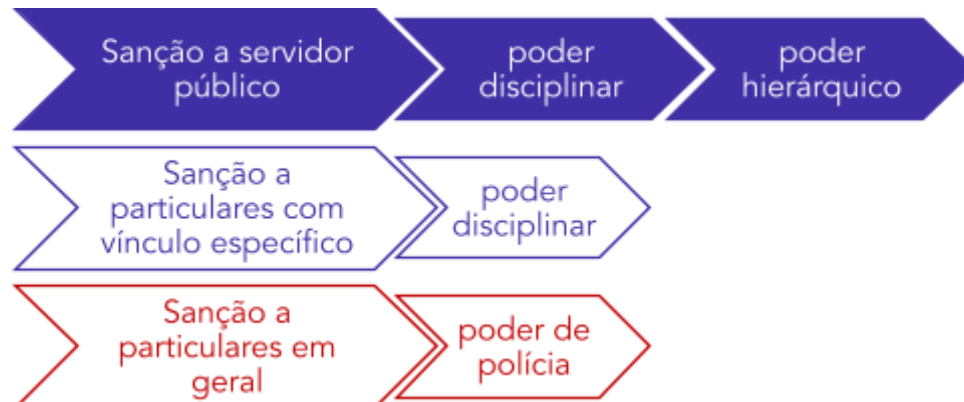 Sanção a servidor
público
poder
disciplinar
poder
hierárquico
Sanção a
particulares com
vínculo específico
poder
disciplinar
Sanção a
particulares em
geral
poder de
polícia